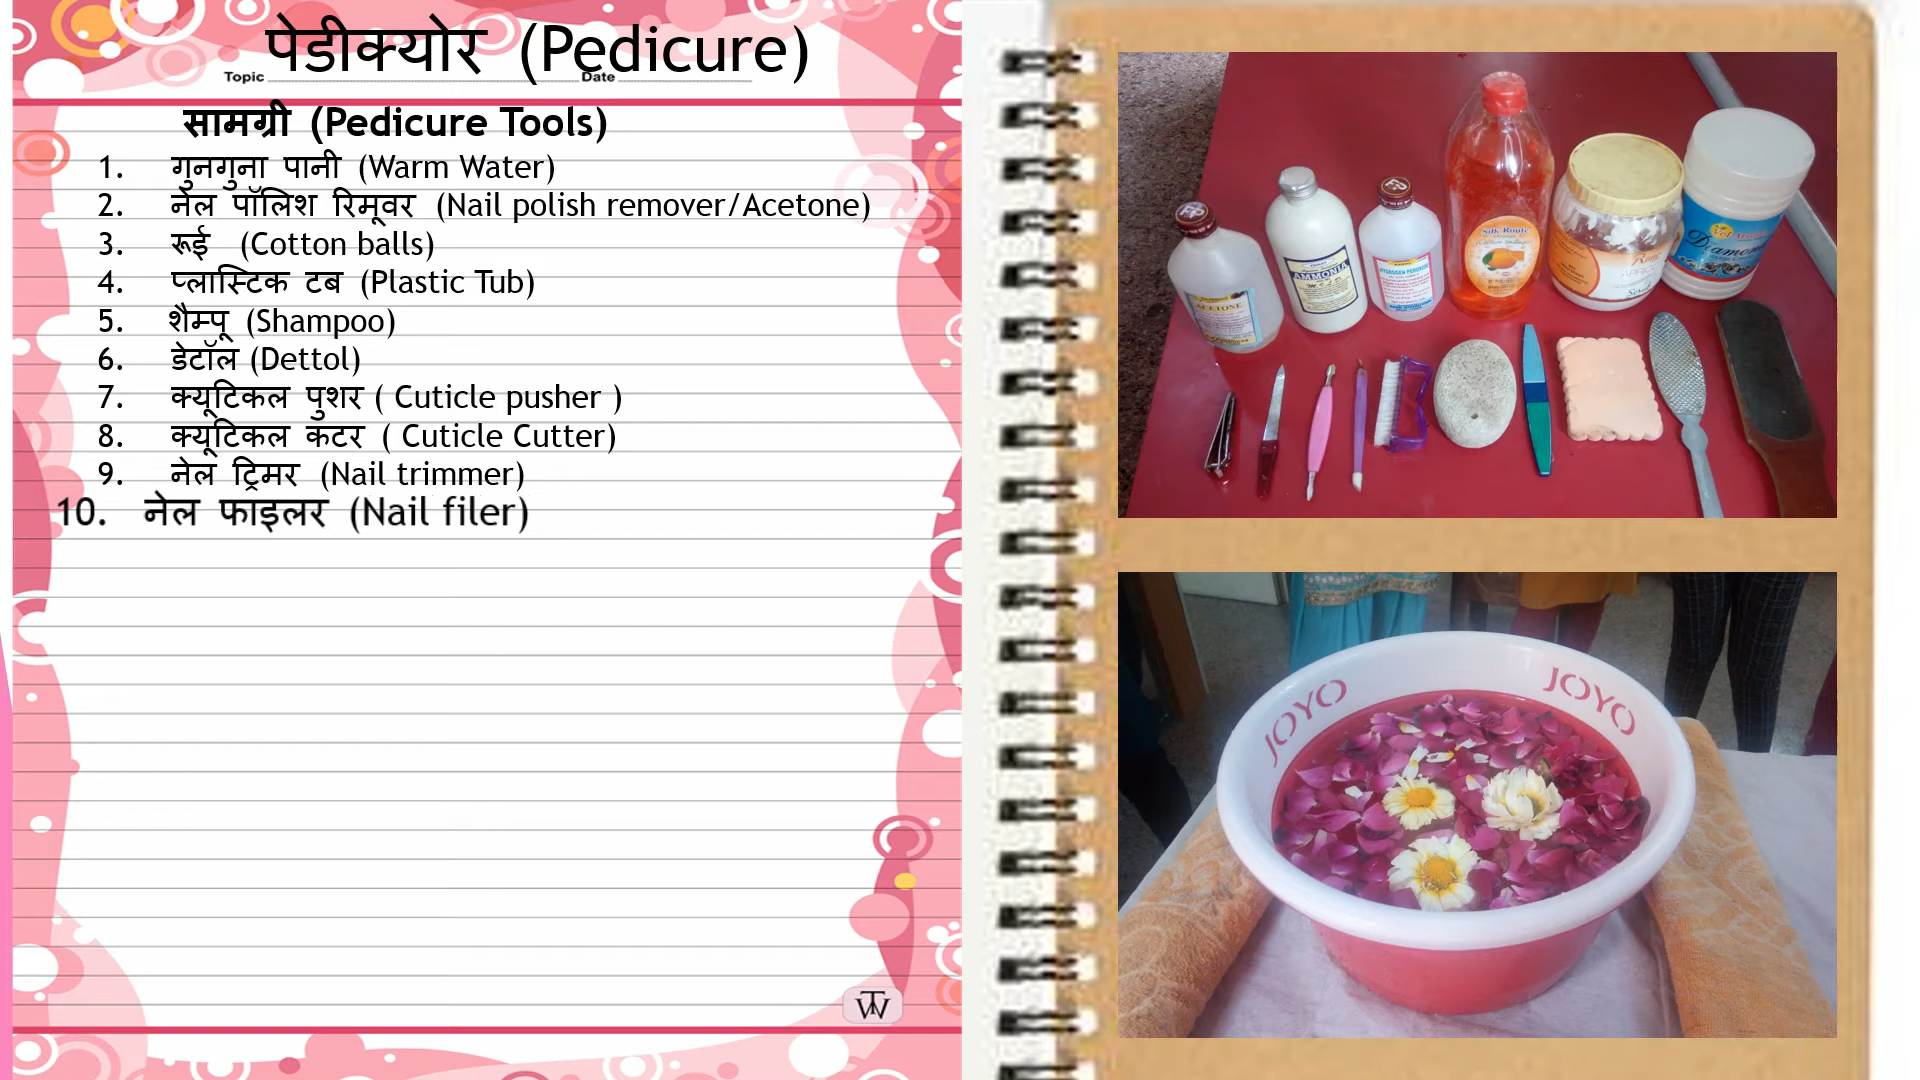 पेडीक्योर (Pedicure)
Topic Date
सामग्री (Pedicure Tools)
1. गुनगुना पानी (Warm Water)
2. नेल पॉलिश रिमूवर (Nail polish remover/Acetone)
3. रूई (Cotton balls)
4. प्लास्टिक टब (Plastic Tub)
5. शैम्पू (Shampoo)
6. डेटॉल (Dettol)
7. क्यूटिकल पुशर ( Cuticle pusher )
8. क्यूटिकल कटर ( Cuticle Cutter)
9. नेल ट्रिमर (Nail trimmer)
10. नेल फाइलर (Nail filer)
TW
ACETONE
AMMONIA
HYDROGEN PEROXIDE
Silk Route
Scrub
JOYO JOYO